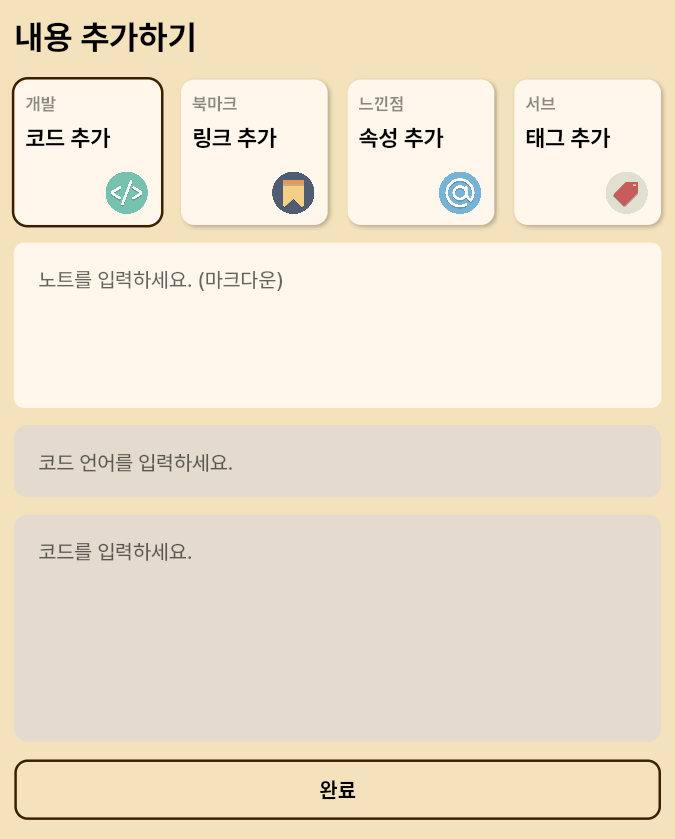 내용 추가하기
개발
코드 추가
북마크
링크 추가
느낀점
속성 추가
서브
태그 추가
노트를 입력하세요. (마크다운)
코드 언어를 입력하세요.
코드를 입력하세요.
완료